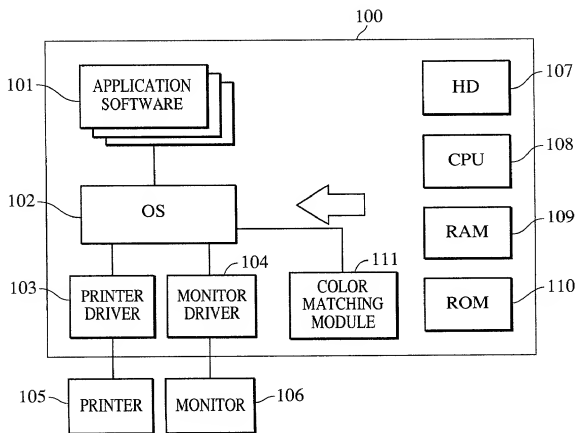 100
101
APPLICATION
SOFTWARE
HD
107
CPU
108
102
OS
RAM
109
103
PRINTER
DRIVER
104
MONITOR
DRIVER
111
COLOR
MATCHING
MODULE
ROM
110
105
PRINTER
MONITOR
106